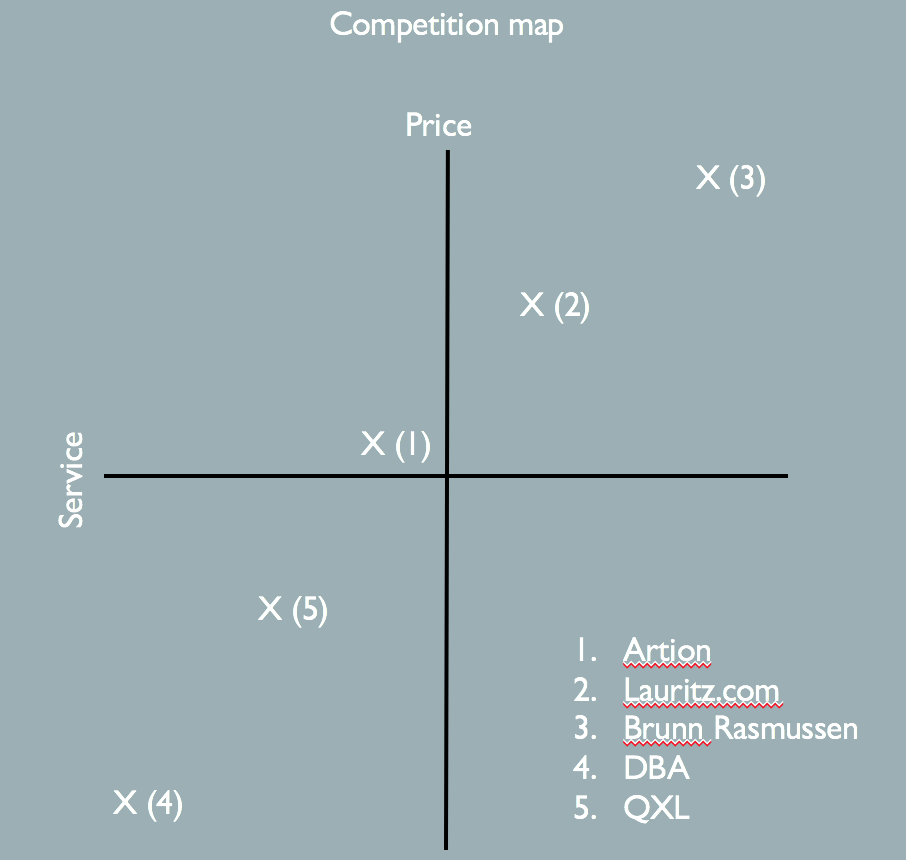 Competition map
Price
X (3)
X (2)
X (1)
Service
X (5)
1. Artion
2. Lauritz.com
3. Brunn Rasmussen
4. DBA
X (4)
5. QXL